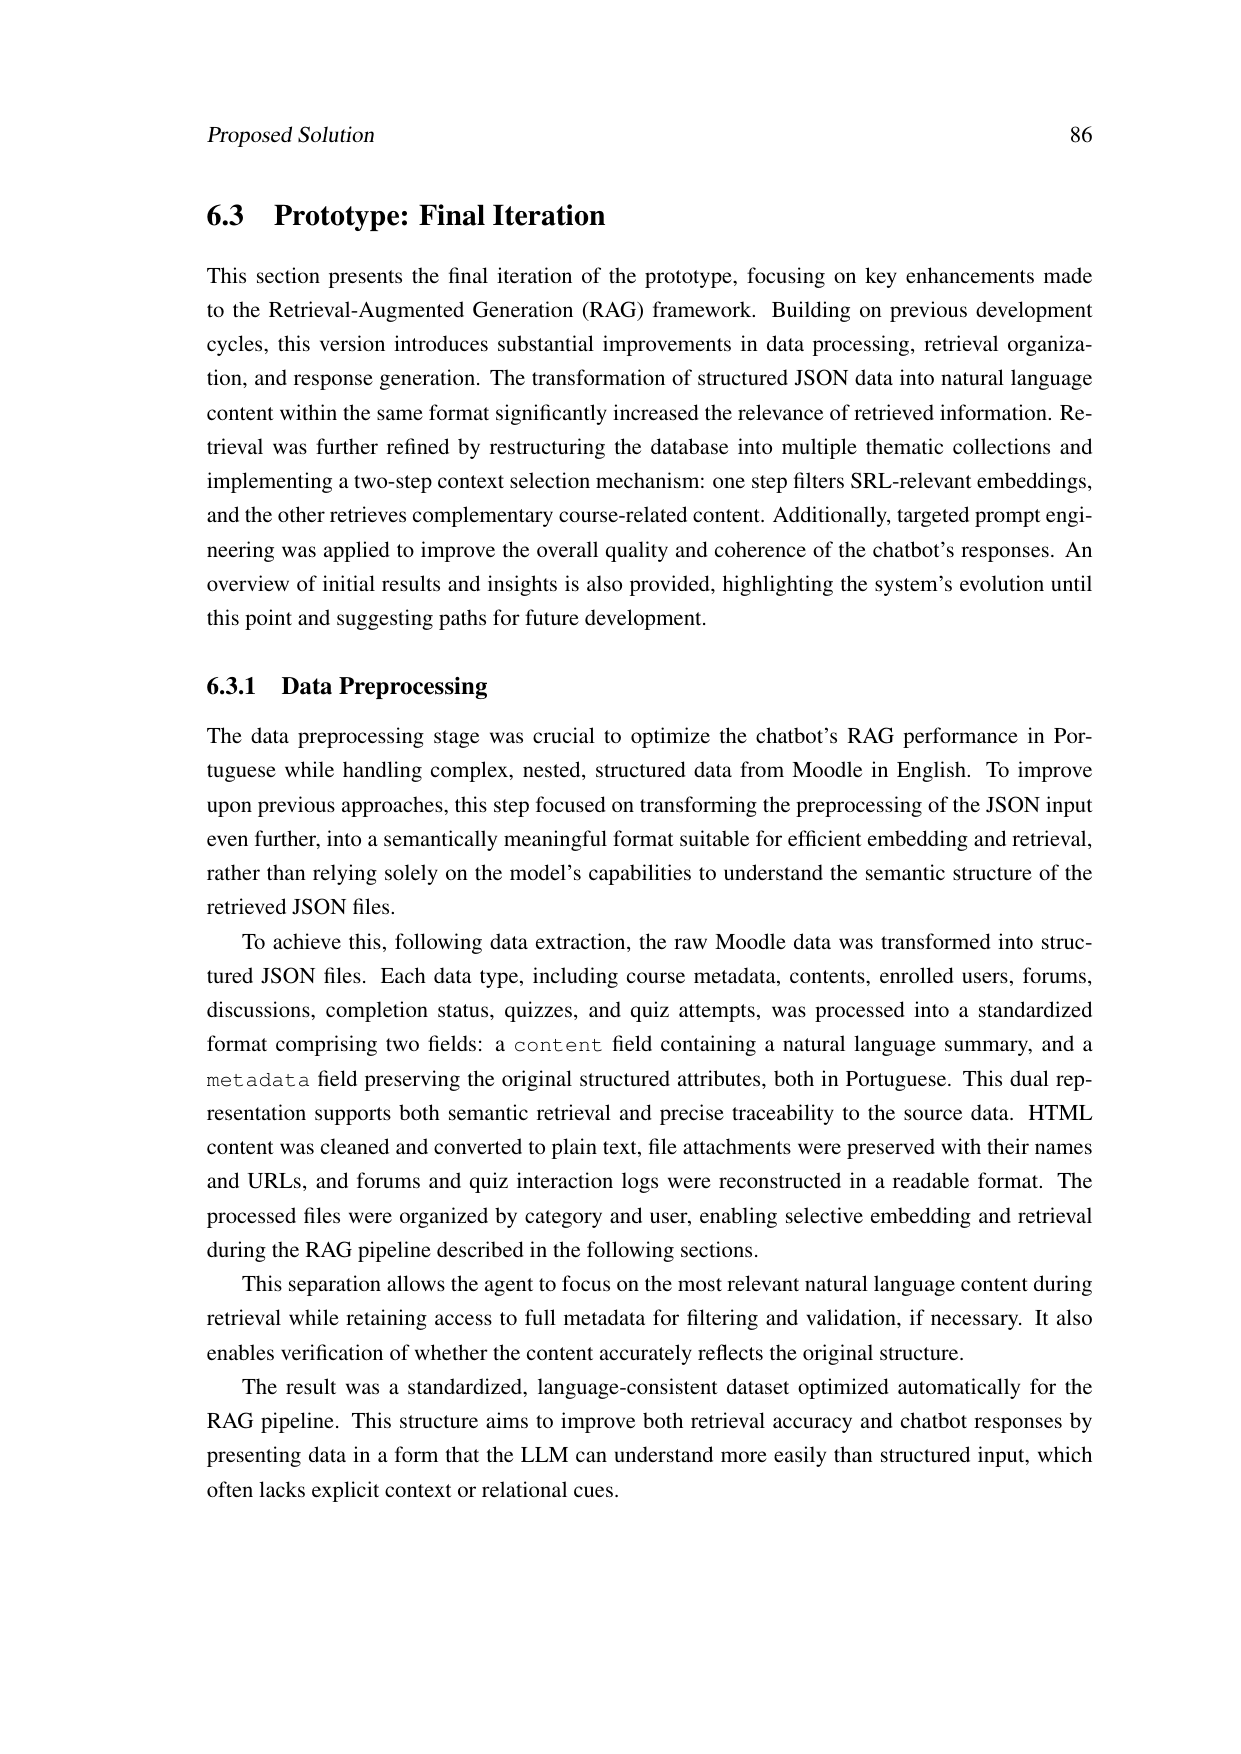 Proposed Solution 86
6.3 Prototype: Final Iteration
This section presents the final iteration of the prototype, focusing on key enhancements made
to the Retrieval-Augmented Generation (RAG) framework. Building on previous development
cycles, this version introduces substantial improvements in data processing, retrieval organiza-
tion, and response generation. The transformation of structured JSON data into natural language
content within the same format significantly increased the relevance of retrieved information. Re-
trieval was further refined by restructuring the database into multiple thematic collections and
implementing a two-step context selection mechanism: one step filters SRL-relevant embeddings,
and the other retrieves complementary course-related content. Additionally, targeted prompt engi-
neering was applied to improve the overall quality and coherence of the chatbot’s responses. An
overview of initial results and insights is also provided, highlighting the system’s evolution until
this point and suggesting paths for future development.
6.3.1 Data Preprocessing
The data preprocessing stage was crucial to optimize the chatbot’s RAG performance in Por-
tuguese while handling complex, nested, structured data from Moodle in English. To improve
upon previous approaches, this step focused on transforming the preprocessing of the JSON input
even further, into a semantically meaningful format suitable for efficient embedding and retrieval,
rather than relying solely on the model’s capabilities to understand the semantic structure of the
retrieved JSON files.
To achieve this, following data extraction, the raw Moodle data was transformed into struc-
tured JSON files. Each data type, including course metadata, contents, enrolled users, forums,
discussions, completion status, quizzes, and quiz attempts, was processed into a standardized
format comprising two fields: a content field containing a natural language summary, and a
metadata field preserving the original structured attributes, both in Portuguese. This dual rep-
resentation supports both semantic retrieval and precise traceability to the source data. HTML
content was cleaned and converted to plain text, file attachments were preserved with their names
and URLs, and forums and quiz interaction logs were reconstructed in a readable format. The
processed files were organized by category and user, enabling selective embedding and retrieval
during the RAG pipeline described in the following sections.
This separation allows the agent to focus on the most relevant natural language content during
retrieval while retaining access to full metadata for filtering and validation, if necessary. It also
enables verification of whether the content accurately reflects the original structure.
The result was a standardized, language-consistent dataset optimized automatically for the
RAG pipeline. This structure aims to improve both retrieval accuracy and chatbot responses by
presenting data in a form that the LLM can understand more easily than structured input, which
often lacks explicit context or relational cues.